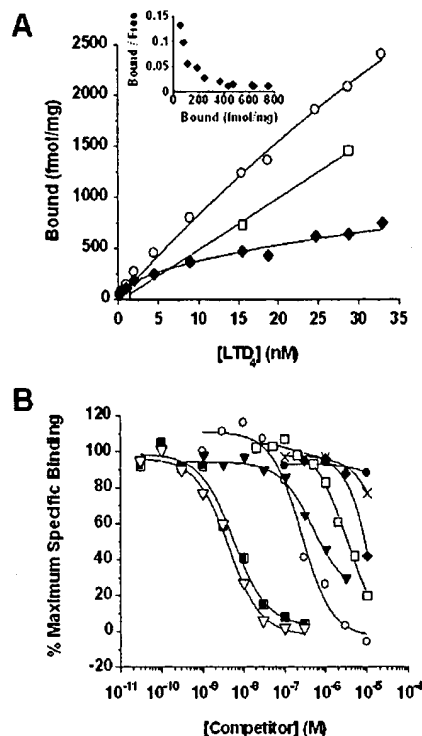 A
Bound / Free
0.15
0.1
0.05
0
0 200 400 600 800
Bound (fmol/mg)
Bound (fmol/mg)
2500
2000
1500
1000
500
0
0 5 10 15 20 25 30 35
[LTD4] (nM)
B
% Maximum Specific Binding
120
100
80
60
40
20
0
-20
10-11 10-10 10-9 10-8 10-7 10-6 10-5 10-4
[Competitor] (M)